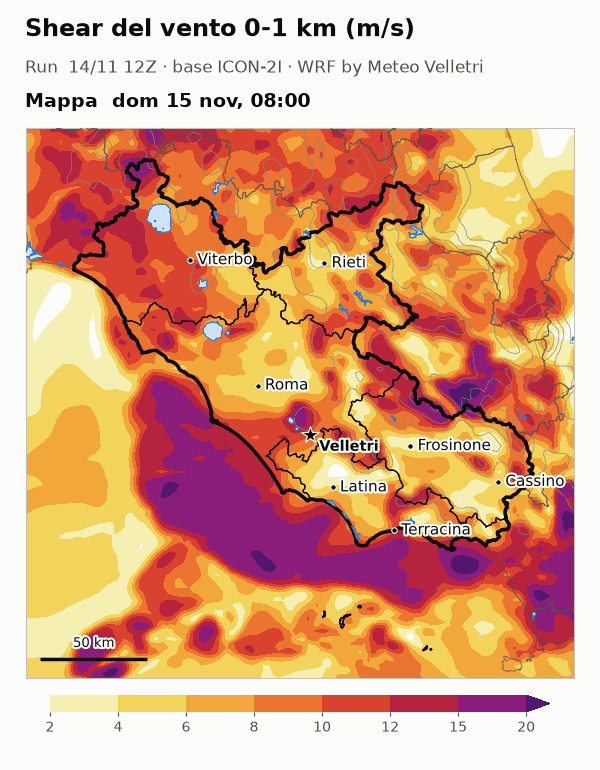 Shear del vento 0-1 km (m/s)
Run  14/11 12Z · base ICON-2I · WRF by Meteo Velletri
Mappa  dom 15 nov, 08:00
Viterbo
Rieti
Roma
Velletri
Frosinone
Latina
Cassino
Terracina
50 km
2 4 6 8 10 12 15 20